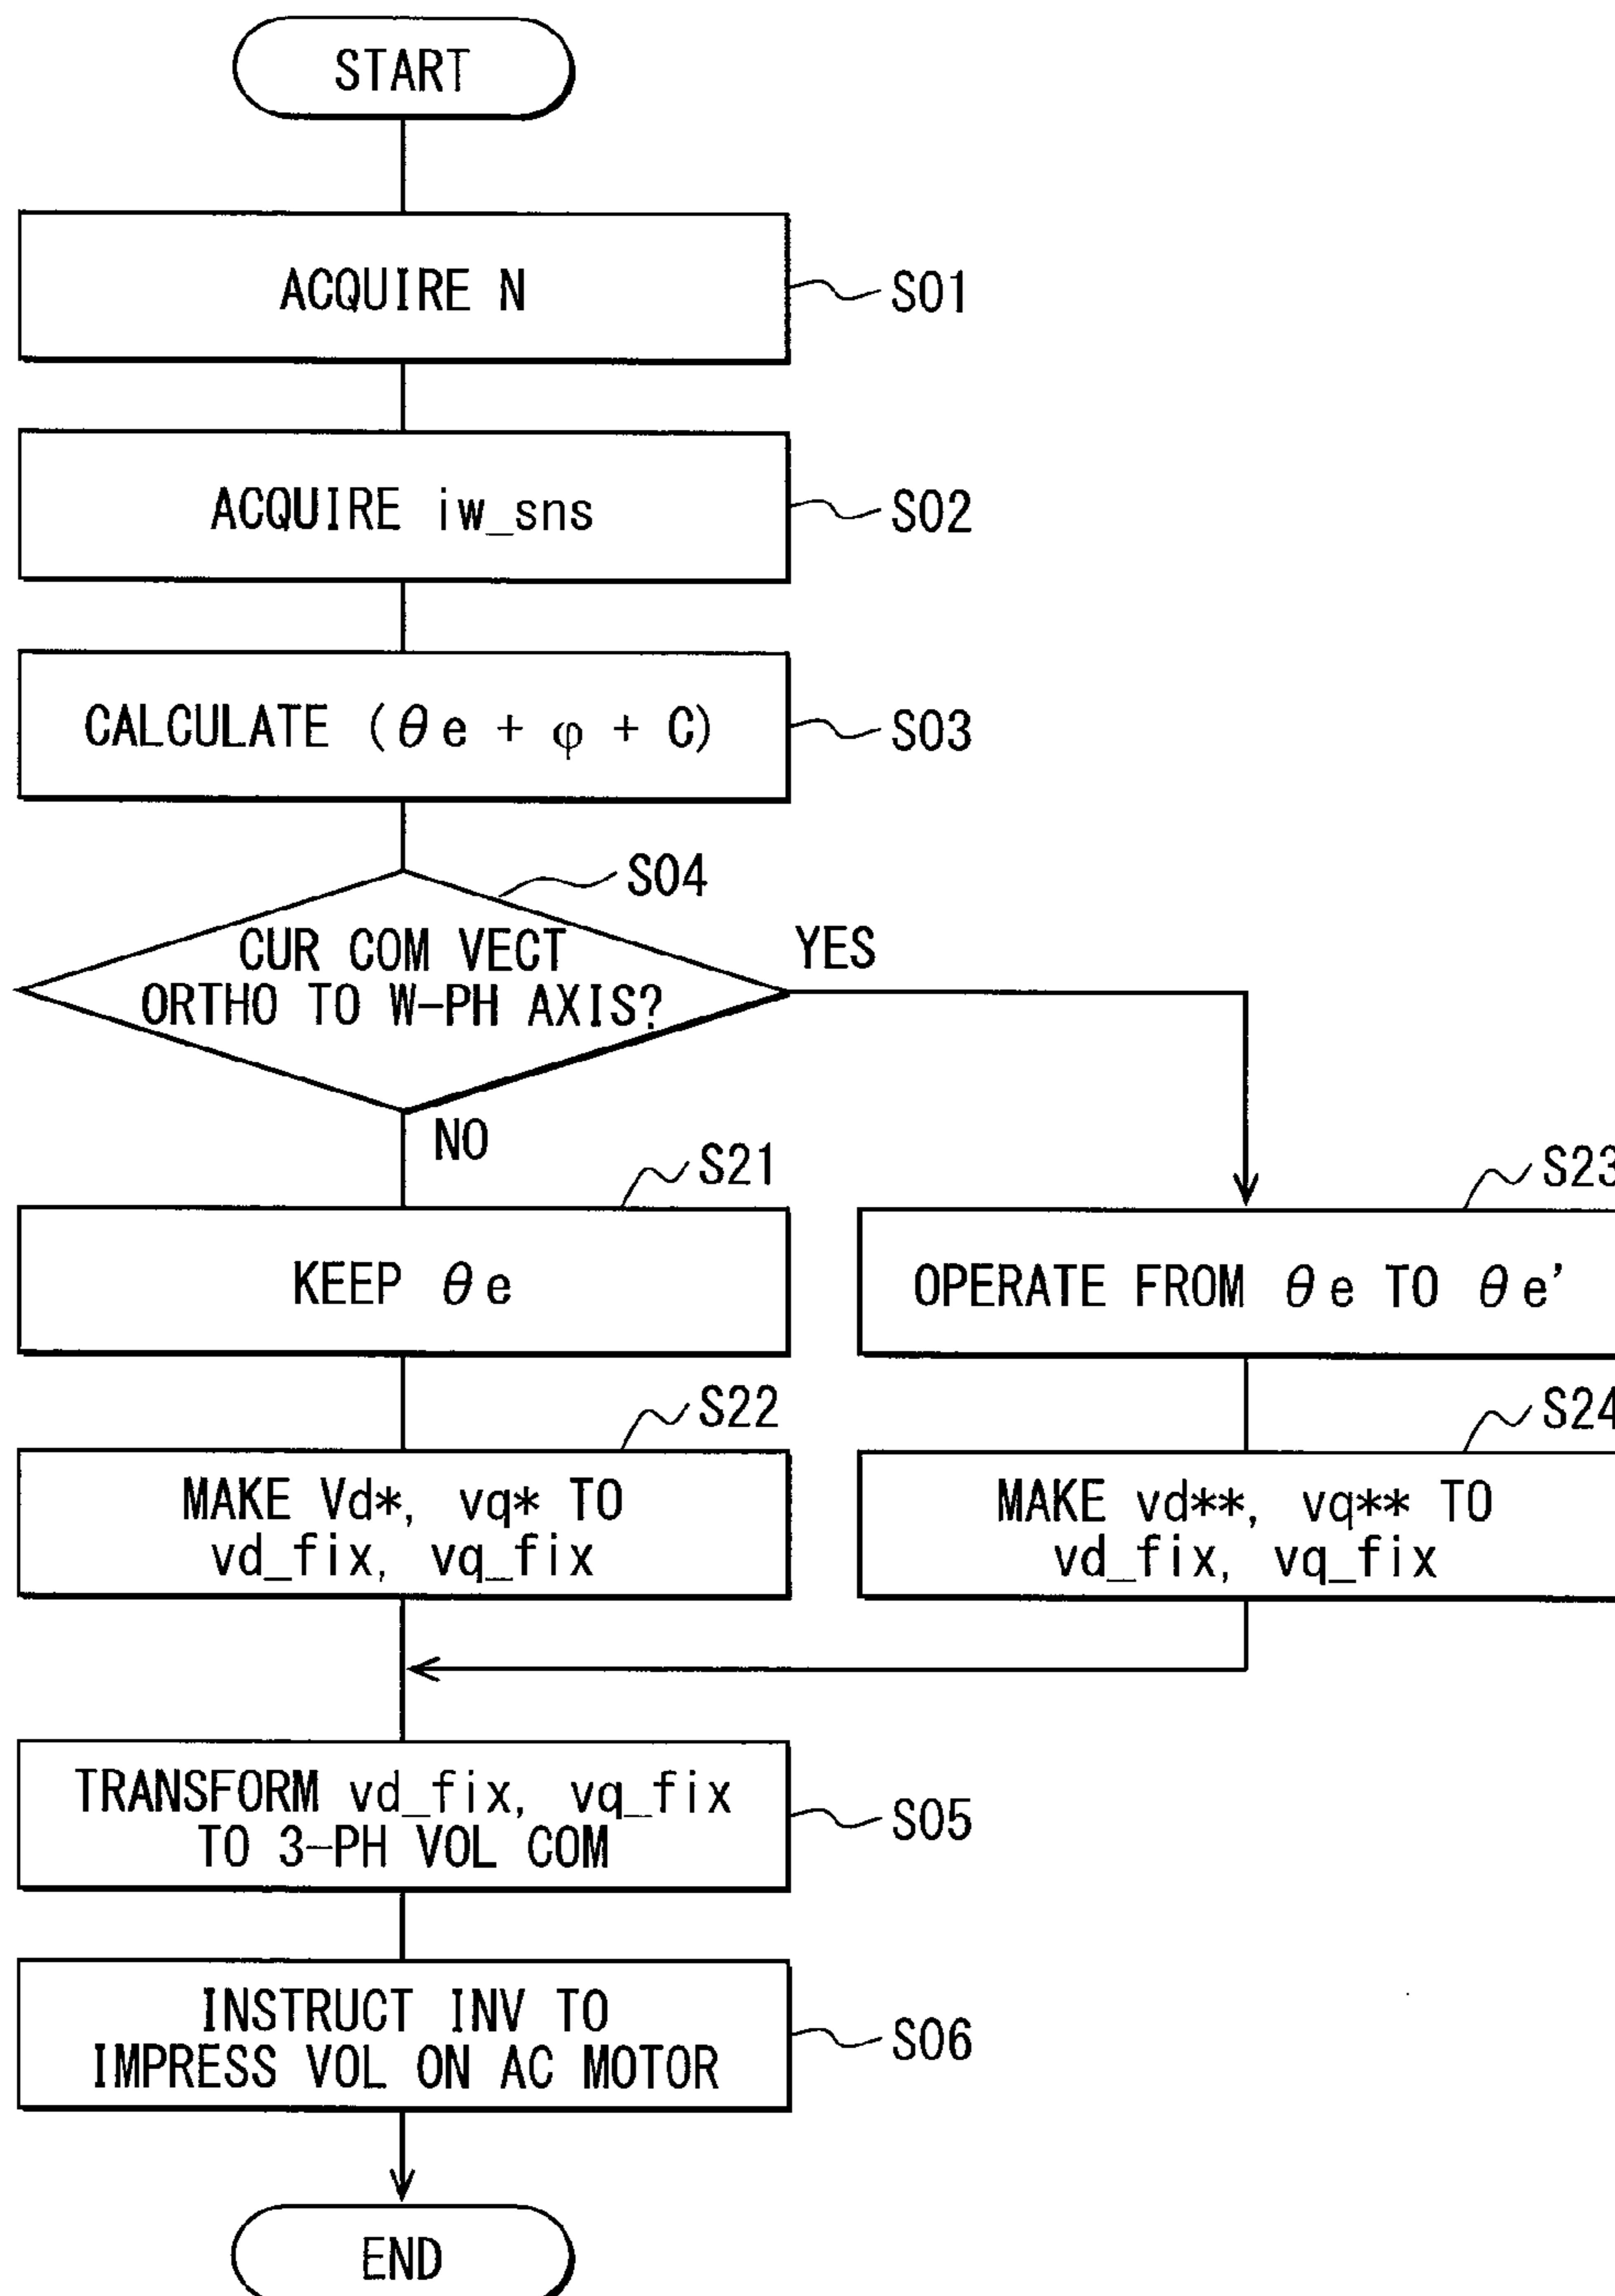 START
ACQUIRE N
S01
ACQUIRE iw_sns
S02
CALCULATE (θe + φ + C)
S03
S04
CUR COM VECT
ORTHO TO W-PH AXIS?
YES
NO
S21
KEEP θe
S23
OPERATE FROM θe TO θe'
S22
MAKE Vd*, vq* TO
vd_fix, vq_fix
S24
MAKE vd**, vq** TO
vd_fix, vq_fix
TRANSFORM vd_fix, vq_fix
TO 3-PH VOL COM
S05
INSTRUCT INV TO
IMPRESS VOL ON AC MOTOR
S06
END